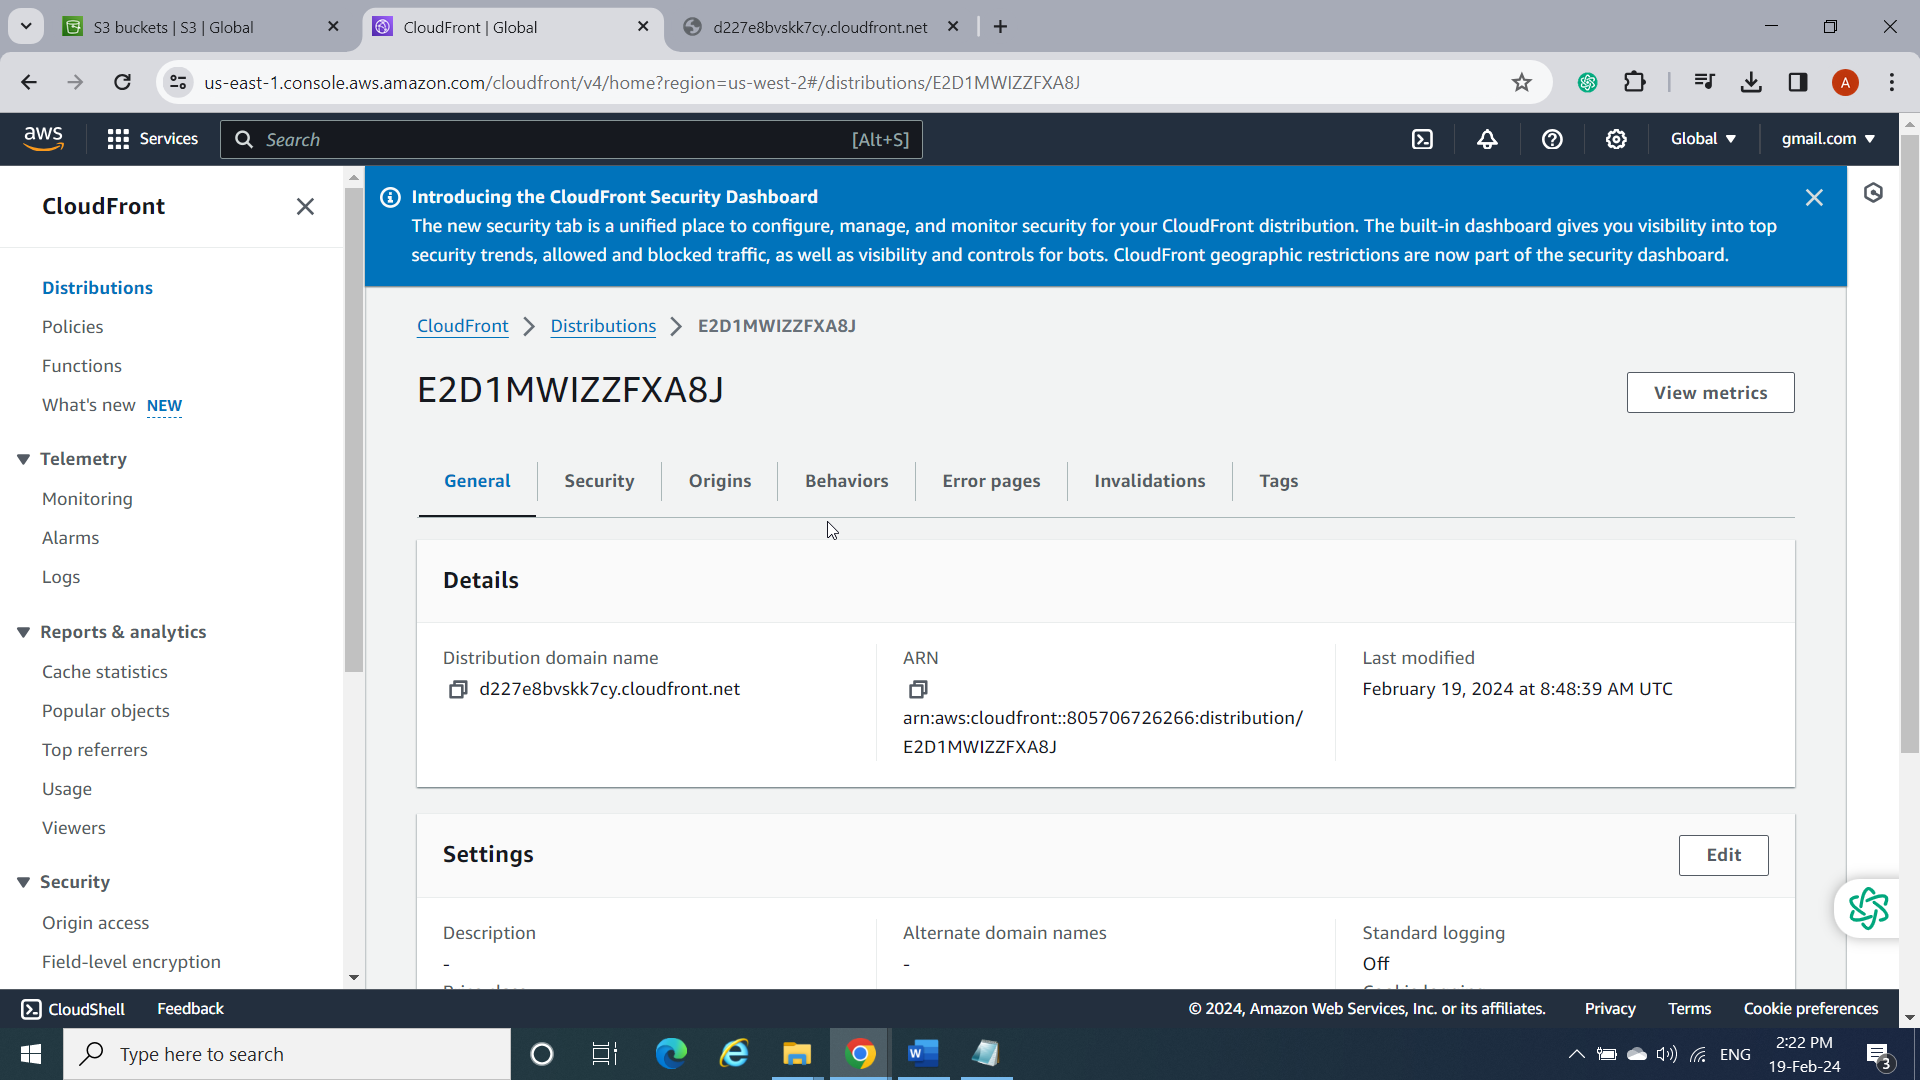 S3 buckets | S3 | Global
CloudFront | Global
d227e8bvskk7cy.cloudfront.net
us-east-1.console.aws.amazon.com/cloudfront/v4/home?region=us-west-2#/distributions/E2D1MWIZZFXA8J
A
aws
Services
Search
[Alt+S]
Global
gmail.com
CloudFront
Distributions
Policies
Functions
What's new NEW
Telemetry
Monitoring
Alarms
Logs
Reports & analytics
Cache statistics
Popular objects
Top referrers
Usage
Viewers
Security
Origin access
Field-level encryption
Introducing the CloudFront Security Dashboard
The new security tab is a unified place to configure, manage, and monitor security for your CloudFront distribution. The built-in dashboard gives you visibility into top
security trends, allowed and blocked traffic, as well as visibility and controls for bots. CloudFront geographic restrictions are now part of the security dashboard.
CloudFront > Distributions > E2D1MWIZZFXA8J
E2D1MWIZZFXA8J
View metrics
General
Security
Origins
Behaviors
Error pages
Invalidations
Tags
Details
Distribution domain name
d227e8bvskk7cy.cloudfront.net
ARN
arn:aws:cloudfront::805706726266:distribution/
E2D1MWIZZFXA8J
Last modified
February 19, 2024 at 8:48:39 AM UTC
Settings
Edit
Description
-
Alternate domain names
-
Standard logging
Off
CloudShell
Feedback
© 2024, Amazon Web Services, Inc. or its affiliates.
Privacy
Terms
Cookie preferences
Type here to search
ENG
2:22 PM
19-Feb-24
3